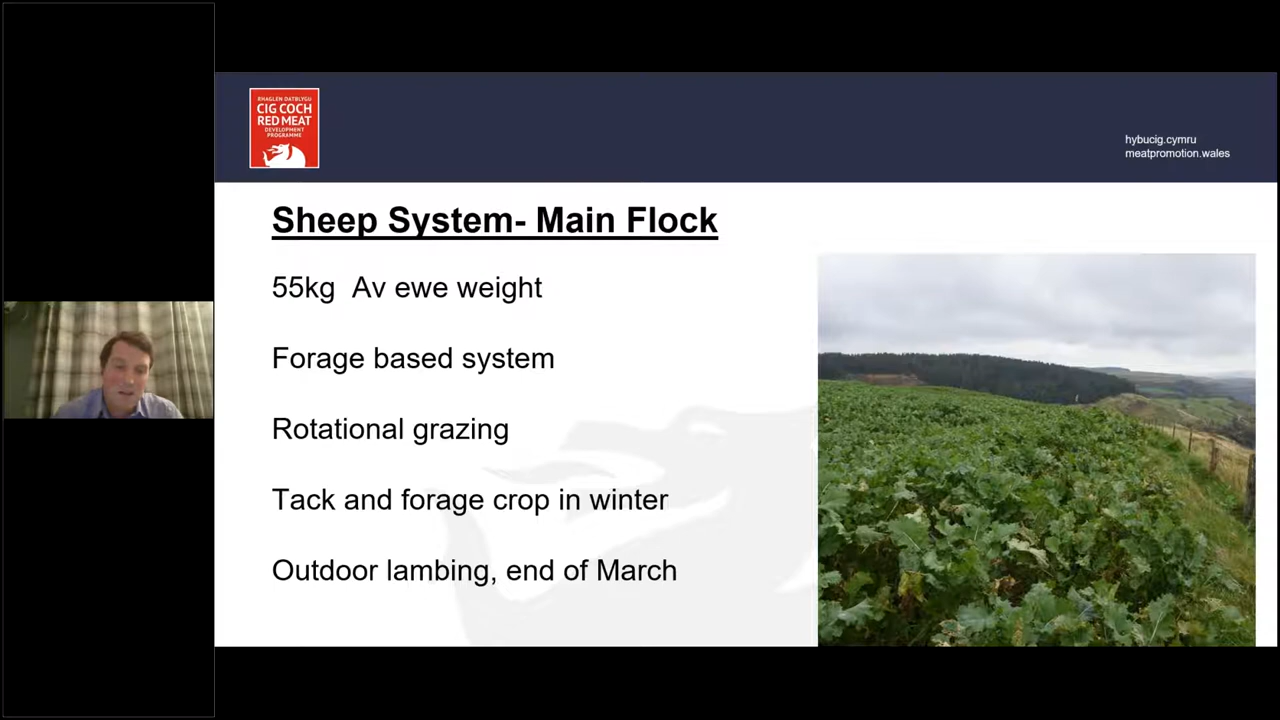 RHAGLEN DATBLYGU
CIG COCH
RED MEAT
DEVELOPMENT
PROGRAMME
hybucig.cymru
meatpromotion.wales
Sheep System- Main Flock
55kg  Av ewe weight
Forage based system
Rotational grazing
Tack and forage crop in winter
Outdoor lambing, end of March